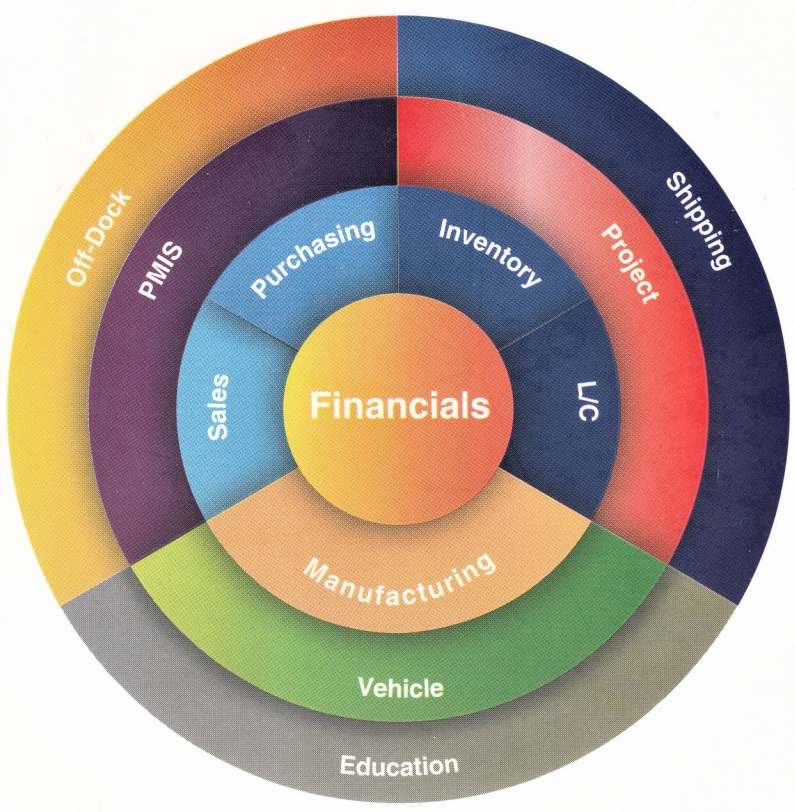 Off-Dock
Shipping
PMIS
Project
Purchasing
Inventory
Sales
L/C
Financials
Manufacturing
Vehicle
Education